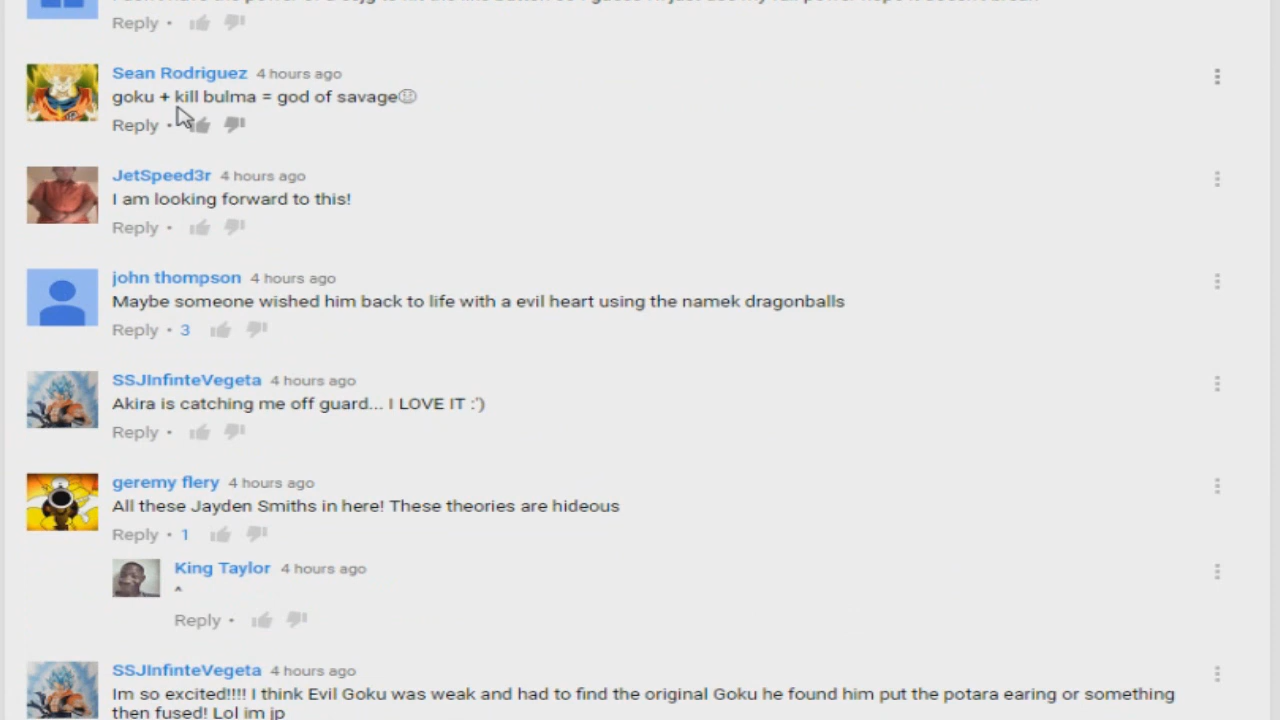 Reply •
Sean Rodriguez 4 hours ago
goku + kill bulma = god of savage
Reply •
JetSpeed3r 4 hours ago
I am looking forward to this!
Reply •
john thompson 4 hours ago
Maybe someone wished him back to life with a evil heart using the namek dragonballs
Reply • 3
SSJInfinteVegeta 4 hours ago
Akira is catching me off guard... I LOVE IT :')
Reply •
geremy flery 4 hours ago
All these Jayden Smiths in here! These theories are hideous
Reply • 1
King Taylor 4 hours ago
^
Reply •
SSJInfinteVegeta 4 hours ago
Im so excited!!!! I think Evil Goku was weak and had to find the original Goku he found him put the potara earing or something
then fused! Lol im jp